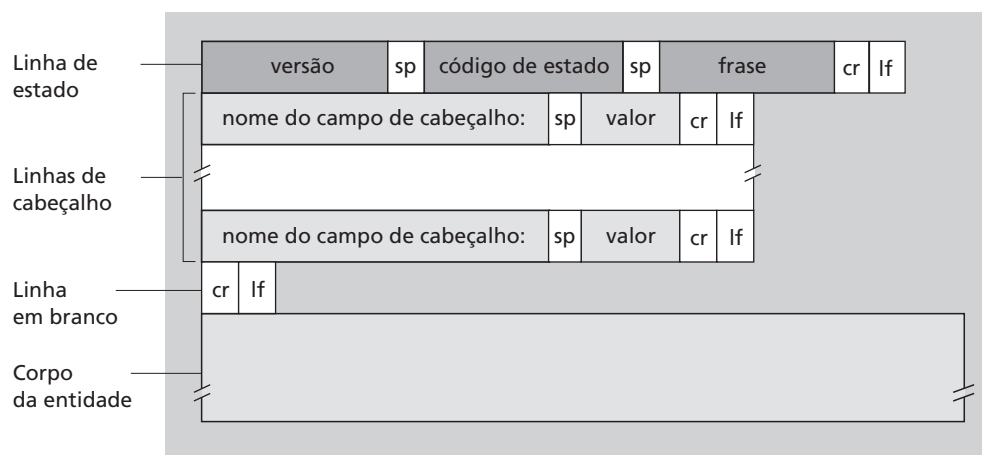 Linha de
estado
versão sp código de estado sp frase cr lf
nome do campo de cabeçalho: sp valor cr lf
Linhas de
cabeçalho
nome do campo de cabeçalho: sp valor cr lf
Linha
em branco
cr lf
Corpo
da entidade